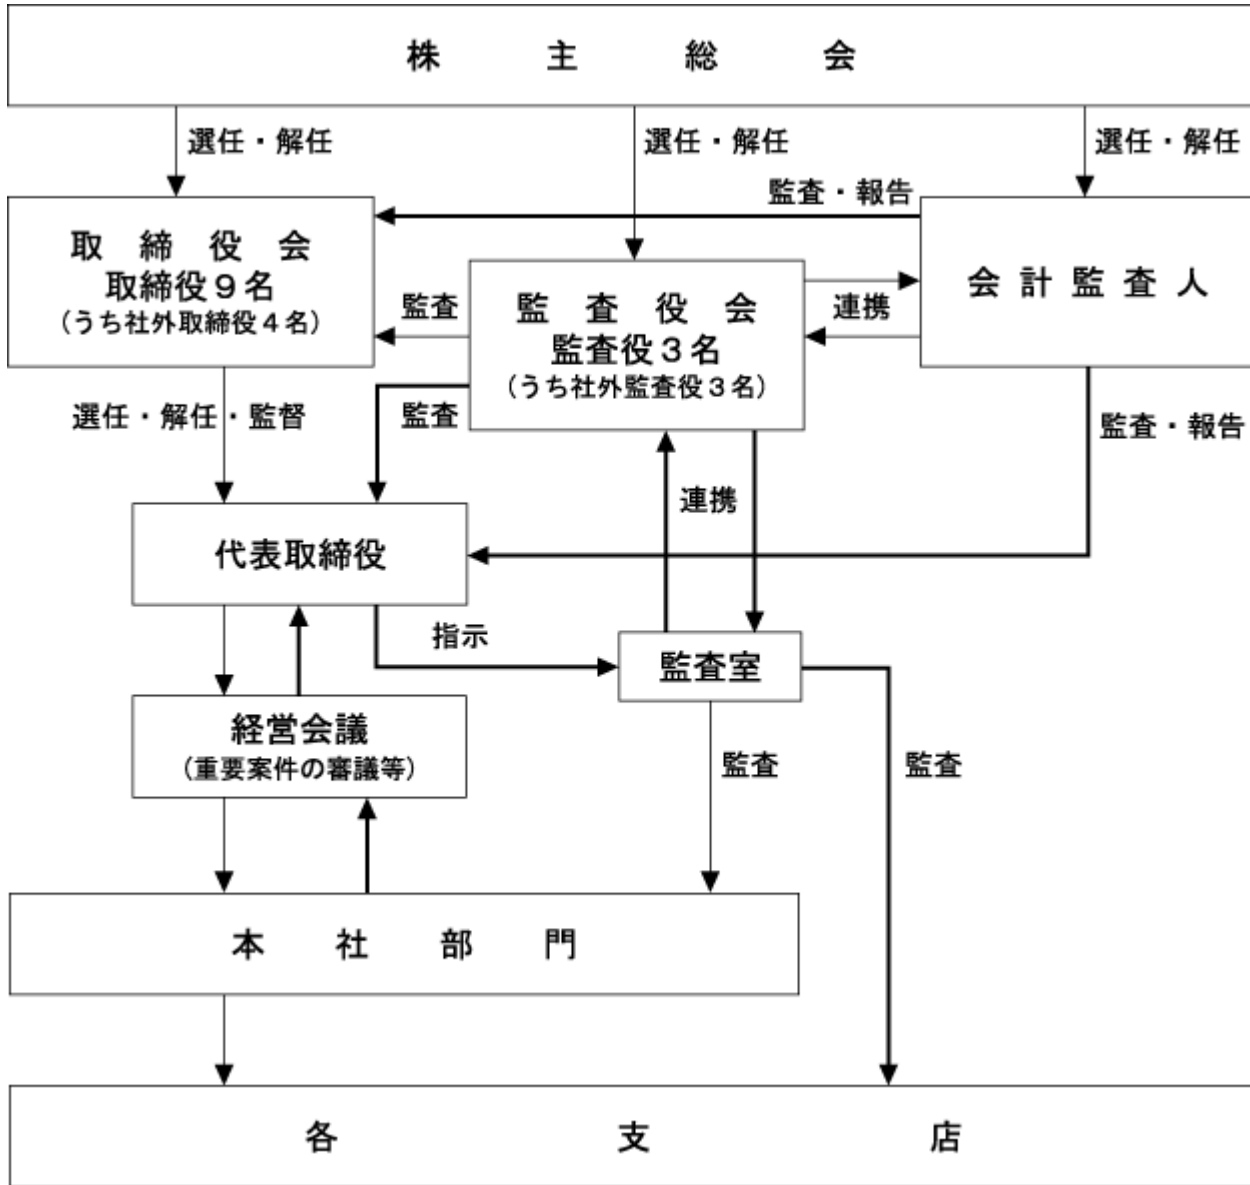 株主総会
選任・解任
選任・解任
選任・解任
監査・報告
取締役会
取締役９名
（うち社外取締役４名）
監査
監査役会
監査役３名
（うち社外監査役３名）
連携
会計監査人
選任・解任・監督
監査
監査・報告
連携
代表取締役
指示
監査室
経営会議
（重要案件の審議等）
監査
監査
本社部門
各支店